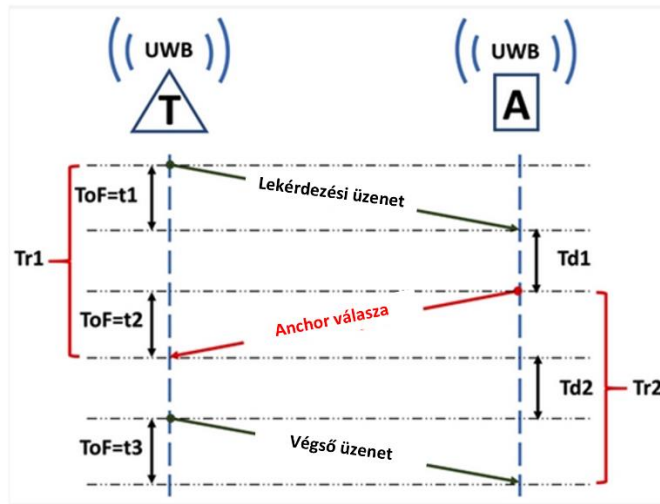 UWB
UWB
T
A
ToF=t1
Lekérdezési üzenet
Tr1
Td1
ToF=t2
Anchor válasza
Td2
Tr2
ToF=t3
Végső üzenet